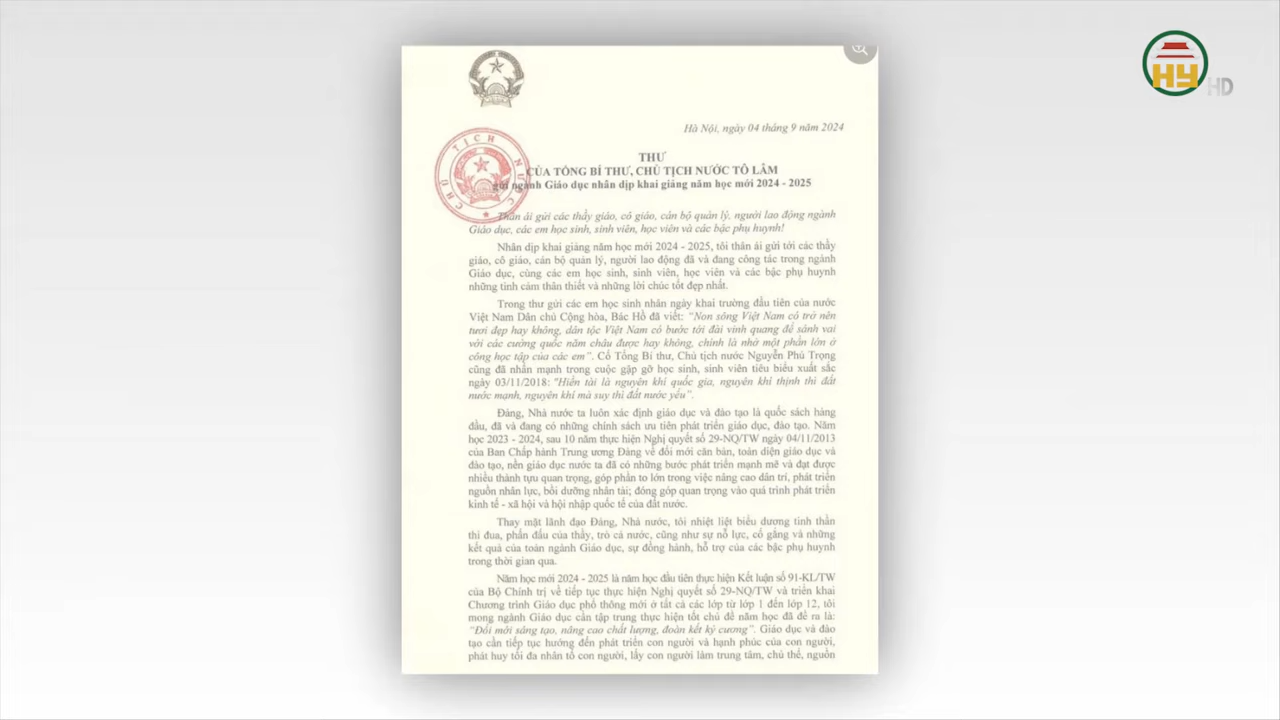 HY HD
Hà Nội, ngày 04 tháng 9 năm 2024
CHỦ TỊCH NƯỚC
THƯ
CỦA TỔNG BÍ THƯ, CHỦ TỊCH NƯỚC TÔ LÂM
gửi ngành Giáo dục nhân dịp khai giảng năm học mới 2024 - 2025
Thân ái gửi các thầy giáo, cô giáo, cán bộ quản lý, người lao động ngành
Giáo dục, các em học sinh, sinh viên, học viên và các bậc phụ huynh!
Nhân dịp khai giảng năm học mới 2024 - 2025, tôi thân ái gửi tới các thầy
giáo, cô giáo, cán bộ quản lý, người lao động đã và đang công tác trong ngành
Giáo dục, cùng các em học sinh, sinh viên, học viên và các bậc phụ huynh
những tình cảm thân thiết và những lời chúc tốt đẹp nhất.
Trong thư gửi các em học sinh nhân ngày khai trường đầu tiên của nước
Việt Nam Dân chủ Cộng hòa, Bác Hồ đã viết: "Non sông Việt Nam có trở nên
tươi đẹp hay không, dân tộc Việt Nam có bước tới đài vinh quang để sánh vai
với các cường quốc năm châu được hay không, chính là nhờ một phần lớn ở
công học tập của các em". Cố Tổng Bí thư, Chủ tịch nước Nguyễn Phú Trọng
cũng đã nhấn mạnh trong cuộc gặp gỡ học sinh, sinh viên tiêu biểu xuất sắc
ngày 03/11/2018: "Hiền tài là nguyên khí quốc gia, nguyên khí thịnh thì đất
nước mạnh, nguyên khí mà suy thì đất nước yếu".
Đảng, Nhà nước ta luôn xác định giáo dục và đào tạo là quốc sách hàng
đầu, đã và đang có những chính sách ưu tiên phát triển giáo dục, đào tạo. Năm
học 2023 - 2024, sau 10 năm thực hiện Nghị quyết số 29-NQ/TW ngày 04/11/2013
của Ban Chấp hành Trung ương Đảng về đổi mới căn bản, toàn diện giáo dục và
đào tạo, nền giáo dục nước ta đã có những bước phát triển mạnh mẽ và đạt được
nhiều thành tựu quan trọng, góp phần to lớn trong việc nâng cao dân trí, phát triển
nguồn nhân lực, bồi dưỡng nhân tài; đóng góp quan trọng vào quá trình phát triển
kinh tế - xã hội và hội nhập quốc tế của đất nước.
Thay mặt lãnh đạo Đảng, Nhà nước, tôi nhiệt liệt biểu dương tinh thần
thi đua, phấn đấu của thầy, trò cả nước, cũng như sự nỗ lực, cố gắng và những
kết quả của toàn ngành Giáo dục, sự đồng hành, hỗ trợ của các bậc phụ huynh
trong thời gian qua.
Năm học mới 2024 - 2025 là năm học đầu tiên thực hiện Kết luận số 91-KL/TW
của Bộ Chính trị về tiếp tục thực hiện Nghị quyết số 29-NQ/TW và triển khai
Chương trình Giáo dục phổ thông mới ở tất cả các lớp từ lớp 1 đến lớp 12, tôi
mong ngành Giáo dục cần tập trung thực hiện tốt chủ đề năm học đã đề ra là:
"Đổi mới sáng tạo, nâng cao chất lượng, đoàn kết kỷ cương". Giáo dục và đào
tạo cần tiếp tục hướng đến phát triển con người và hạnh phúc của con người,
phát huy tối đa nhân tố con người, lấy con người làm trung tâm, chủ thể, nguồn